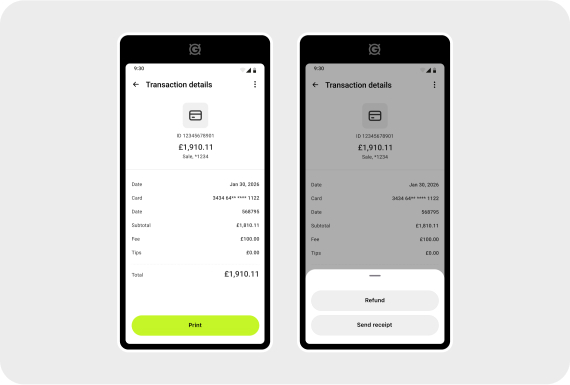 9:30
Transaction details
ID 12345678901
£1,910.11
Sale, *1234
Date Jan 30, 2026
Card 3434 64** **** 1122
Date 568795
Subtotal £1,810.11
Fee £100.00
Tips £0.00
Total £1,910.11
Print
9:30
Transaction details
ID 12345678901
£1,910.11
Sale, *1234
Date Jan 30, 2026
Card 3434 64** **** 1122
Date 568795
Subtotal £1,810.11
Fee £100.00
Tips £0.00
Refund
Send receipt